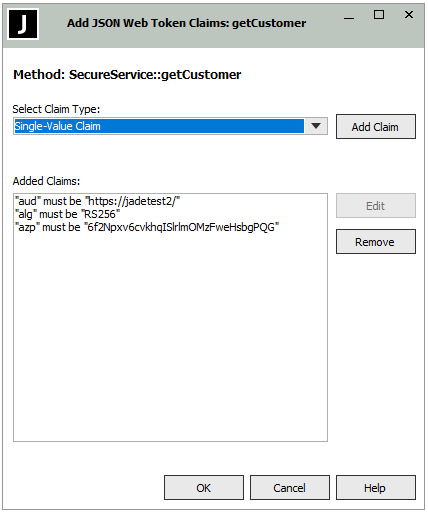 J
Add JSON Web Token Claims: getCustomer
Method: SecureService::getCustomer
Select Claim Type:
Single-Value Claim
Add Claim
Added Claims:
"aud" must be "https://jadetest2/"
"alg" must be "RS256"
"azp" must be "6f2Npxv6cvkhqISlrlmOMzFweHsbgPQG"
Edit
Remove
OK
Cancel
Help